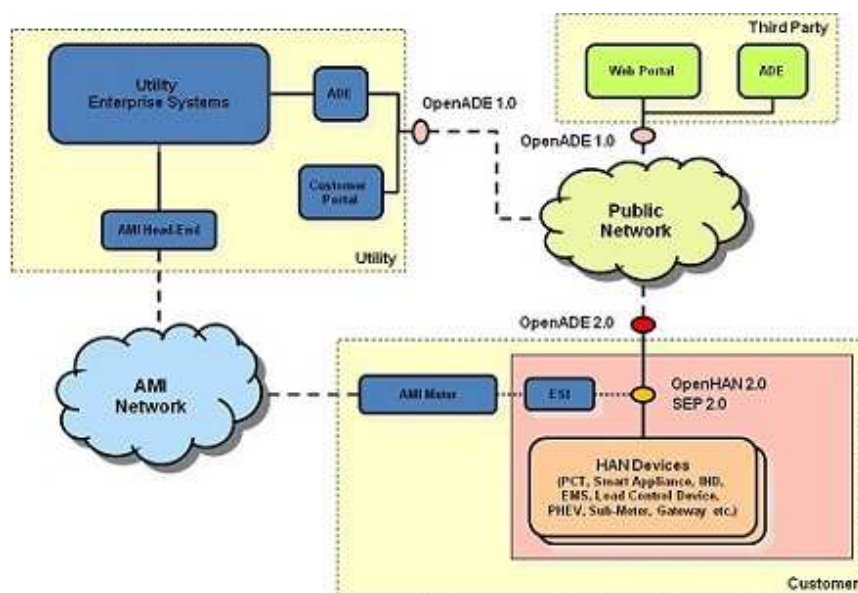 Third Party
Utility
Enterprise Systems
ADE
Web Portal
ADE
OpenADE 1.0
OpenADE 1.0
Customer
Portal
Public
Network
AMI Head-End
Utility
OpenADE 2.0
AMI
Network
AMI Meter
ESI
OpenHAN 2.0
SEP 2.0
HAN Devices
(PCT, Smart Appliance, IHD,
EMS, Load Control Device,
PHEV, Sub-Meter, Gateway etc.)
Customer